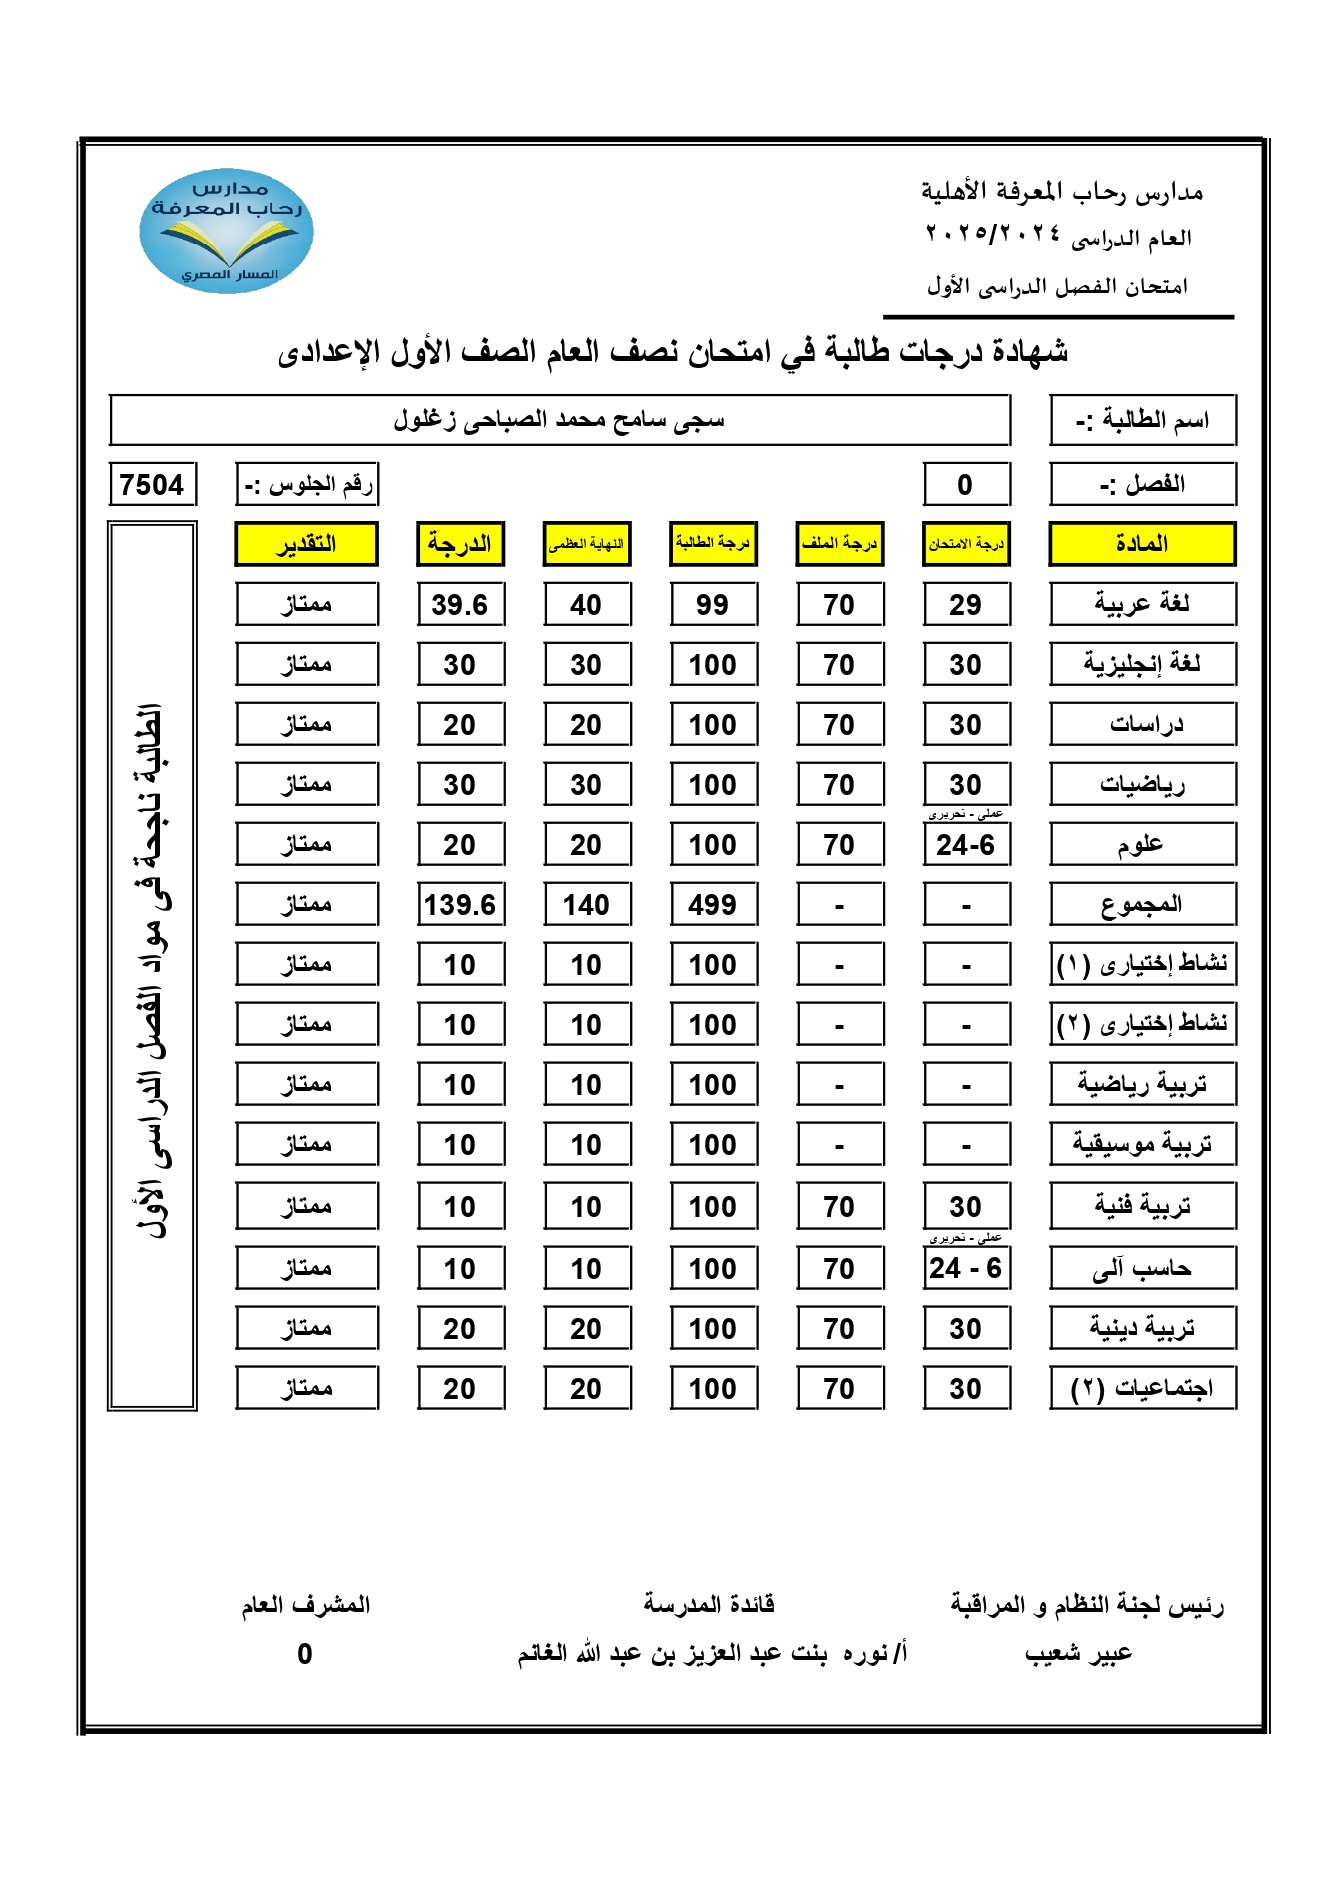 مدارس رحاب المعرفة الأهلية
العام الدراسى ٢٠٢٥/٢٠٢٤
امتحان الفصل الدراسى الأول
مدارس
رحاب المعرفة
المسار المصري
شهادة درجات طالبة في امتحان نصف العام الصف الأول الإعدادى
اسم الطالبة :- سجى سامح محمد الصباحى زغلول
الفصل :- 0 رقم الجلوس :- 7504
المادة درجة الامتحان درجة الملف درجة الطالبة النهاية العظمى الدرجة التقدير
لغة عربية 29 70 99 40 39.6 ممتاز
لغة إنجليزية 30 70 100 30 30 ممتاز
دراسات 30 70 100 20 20 ممتاز
رياضيات 30 70 100 30 30 ممتاز
عملى - تحريرى
علوم 24-6 70 100 20 20 ممتاز
المجموع - - 499 140 139.6 ممتاز
نشاط إختيارى (١) - - 100 10 10 ممتاز
نشاط إختيارى (٢) - - 100 10 10 ممتاز
تربية رياضية - - 100 10 10 ممتاز
تربية موسيقية - - 100 10 10 ممتاز
تربية فنية 30 70 100 10 10 ممتاز
عملى - تحريرى
حاسب آلى 24 - 6 70 100 10 10 ممتاز
تربية دينية 30 70 100 20 20 ممتاز
اجتماعيات (٢) 30 70 100 20 20 ممتاز
الطالبة ناجحة فى مواد الفصل الدراسى الأول
رئيس لجنة النظام و المراقبة قائدة المدرسة المشرف العام
عبير شعيب أ/ نوره بنت عبد العزيز بن عبد الله الغانم 0